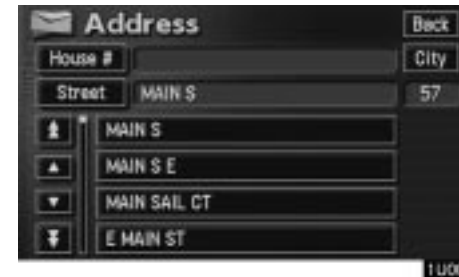 Address Back
House # City
Street MAIN S 57
MAIN S
MAIN S E
MAIN SAIL CT
E MAIN ST